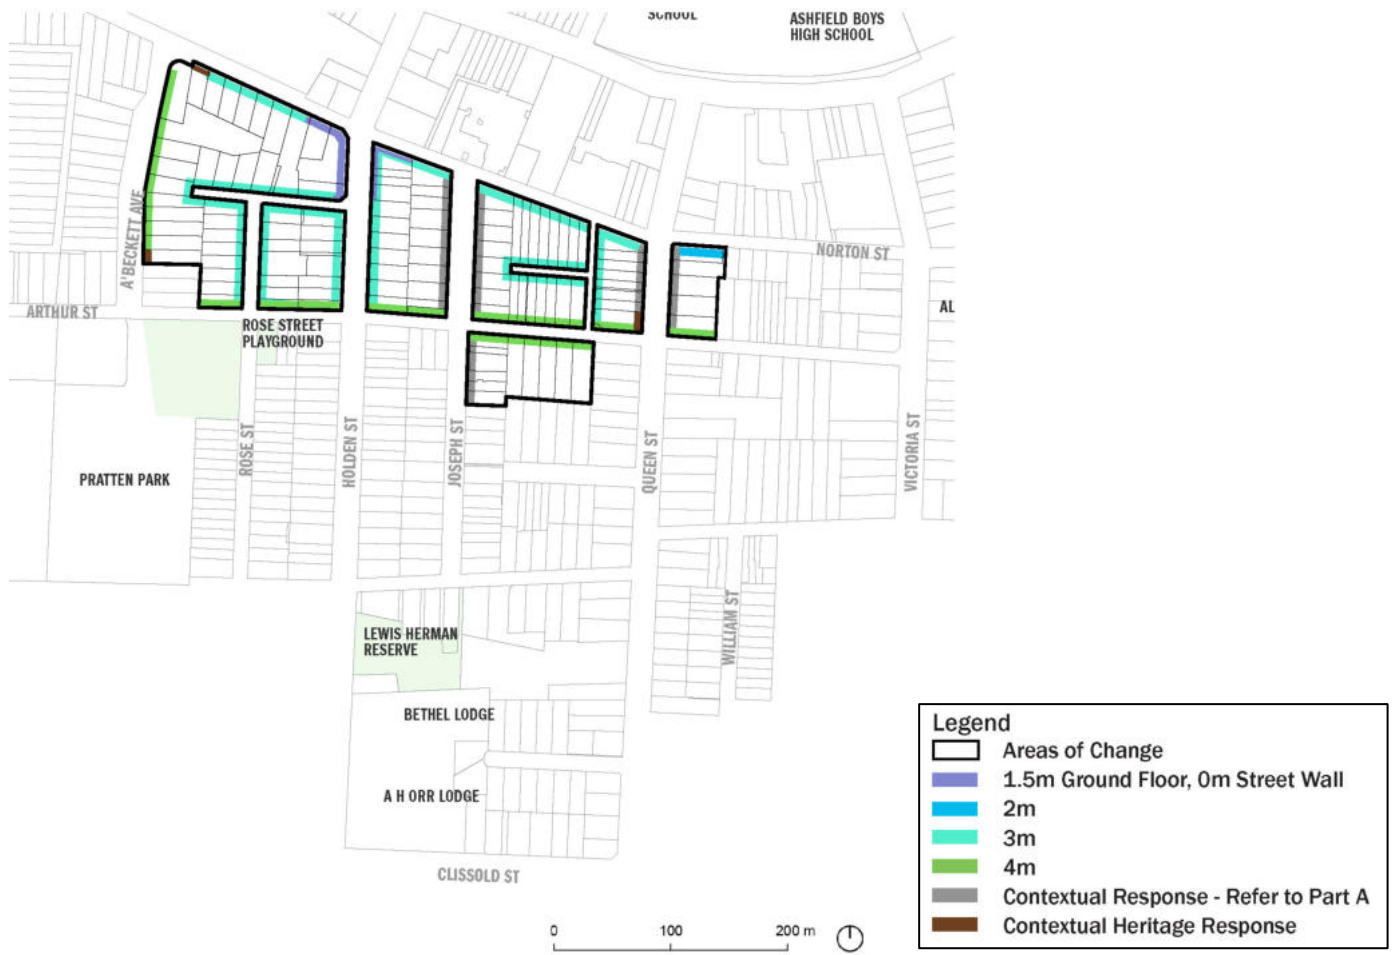 SCHOOL
ASHFIELD BOYS
HIGH SCHOOL
A'BECKETT AVE
NORTON ST
ARTHUR ST
AL
ROSE STREET
PLAYGROUND
PRATTEN PARK
ROSE ST
HOLDEN ST
JOSEPH ST
QUEEN ST
VICTORIA ST
WILLIAM ST
LEWIS HERMAN
RESERVE
BETHEL LODGE
A H ORR LODGE
CLISSOLD ST
0 100 200 m
Legend
Areas of Change
1.5m Ground Floor, 0m Street Wall
2m
3m
4m
Contextual Response - Refer to Part A
Contextual Heritage Response